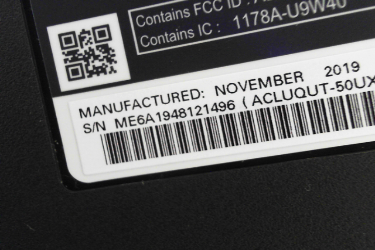 Contains FCC ID :
Contains IC : 1178A-U9W40
MANUFACTURED: NOVEMBER 2019
S/N ME6A1948121496 ( ACLUQUT-50UX